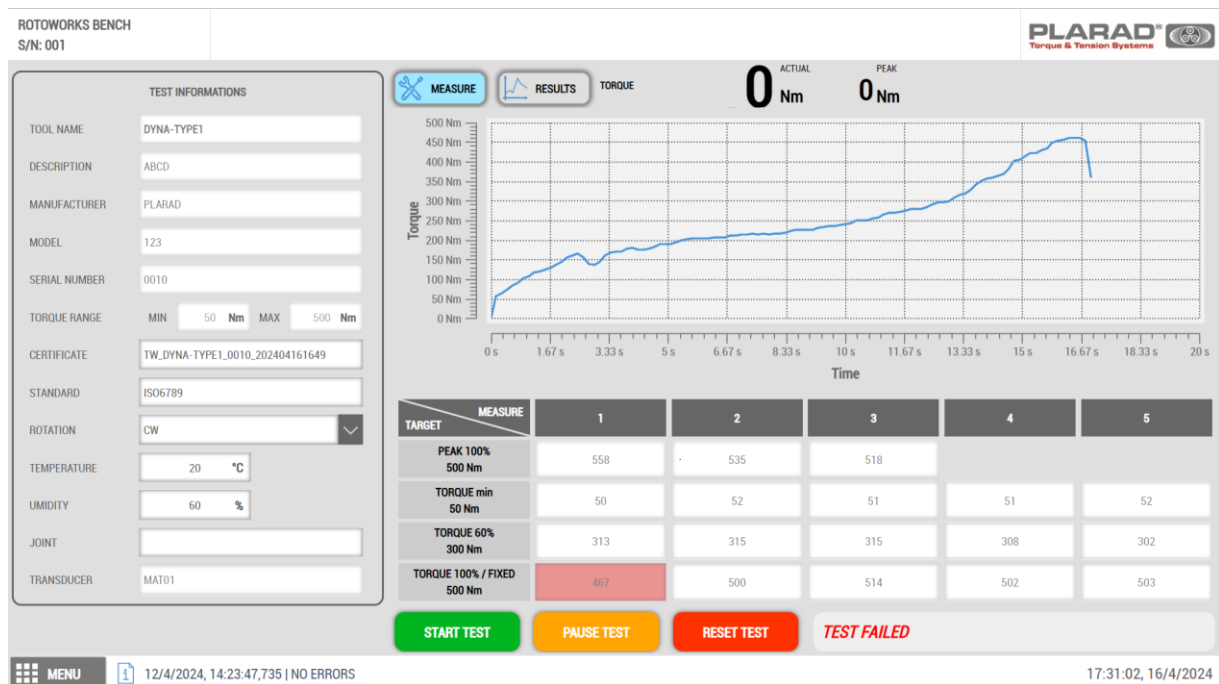 ROTOWORKS BENCH
S/N: 001
PLARAD®
Torque & Tension Systems
TEST INFORMATIONS
TOOL NAME DYNA-TYPE1
DESCRIPTION ABCD
MANUFACTURER PLARAD
MODEL 123
SERIAL NUMBER 0010
TORQUE RANGE MIN 50 Nm MAX 500 Nm
CERTIFICATE TW_DYNA-TYPE1_0010_202404161649
STANDARD ISO6789
ROTATION CW
TEMPERATURE 20 °C
UMIDITY 60 %
JOINT
TRANSDUCER MAT01
MEASURE RESULTS TORQUE
ACTUAL PEAK
0 Nm 0 Nm
500 Nm
450 Nm
400 Nm
350 Nm
300 Nm
250 Nm
200 Nm
150 Nm
100 Nm
50 Nm
0 Nm
Torque
0 s 1.67 s 3.33 s 5 s 6.67 s 8.33 s 10 s 11.67 s 13.33 s 15 s 16.67 s 18.33 s 20 s
Time
MEASURE
TARGET 1 2 3 4 5
PEAK 100%
500 Nm 558 535 518
TORQUE min
50 Nm 50 52 51 51 52
TORQUE 60%
300 Nm 313 315 315 308 302
TORQUE 100% / FIXED
500 Nm 467 500 514 502 503
START TEST PAUSE TEST RESET TEST TEST FAILED
MENU 12/4/2024, 14:23:47,735 | NO ERRORS 17:31:02, 16/4/2024